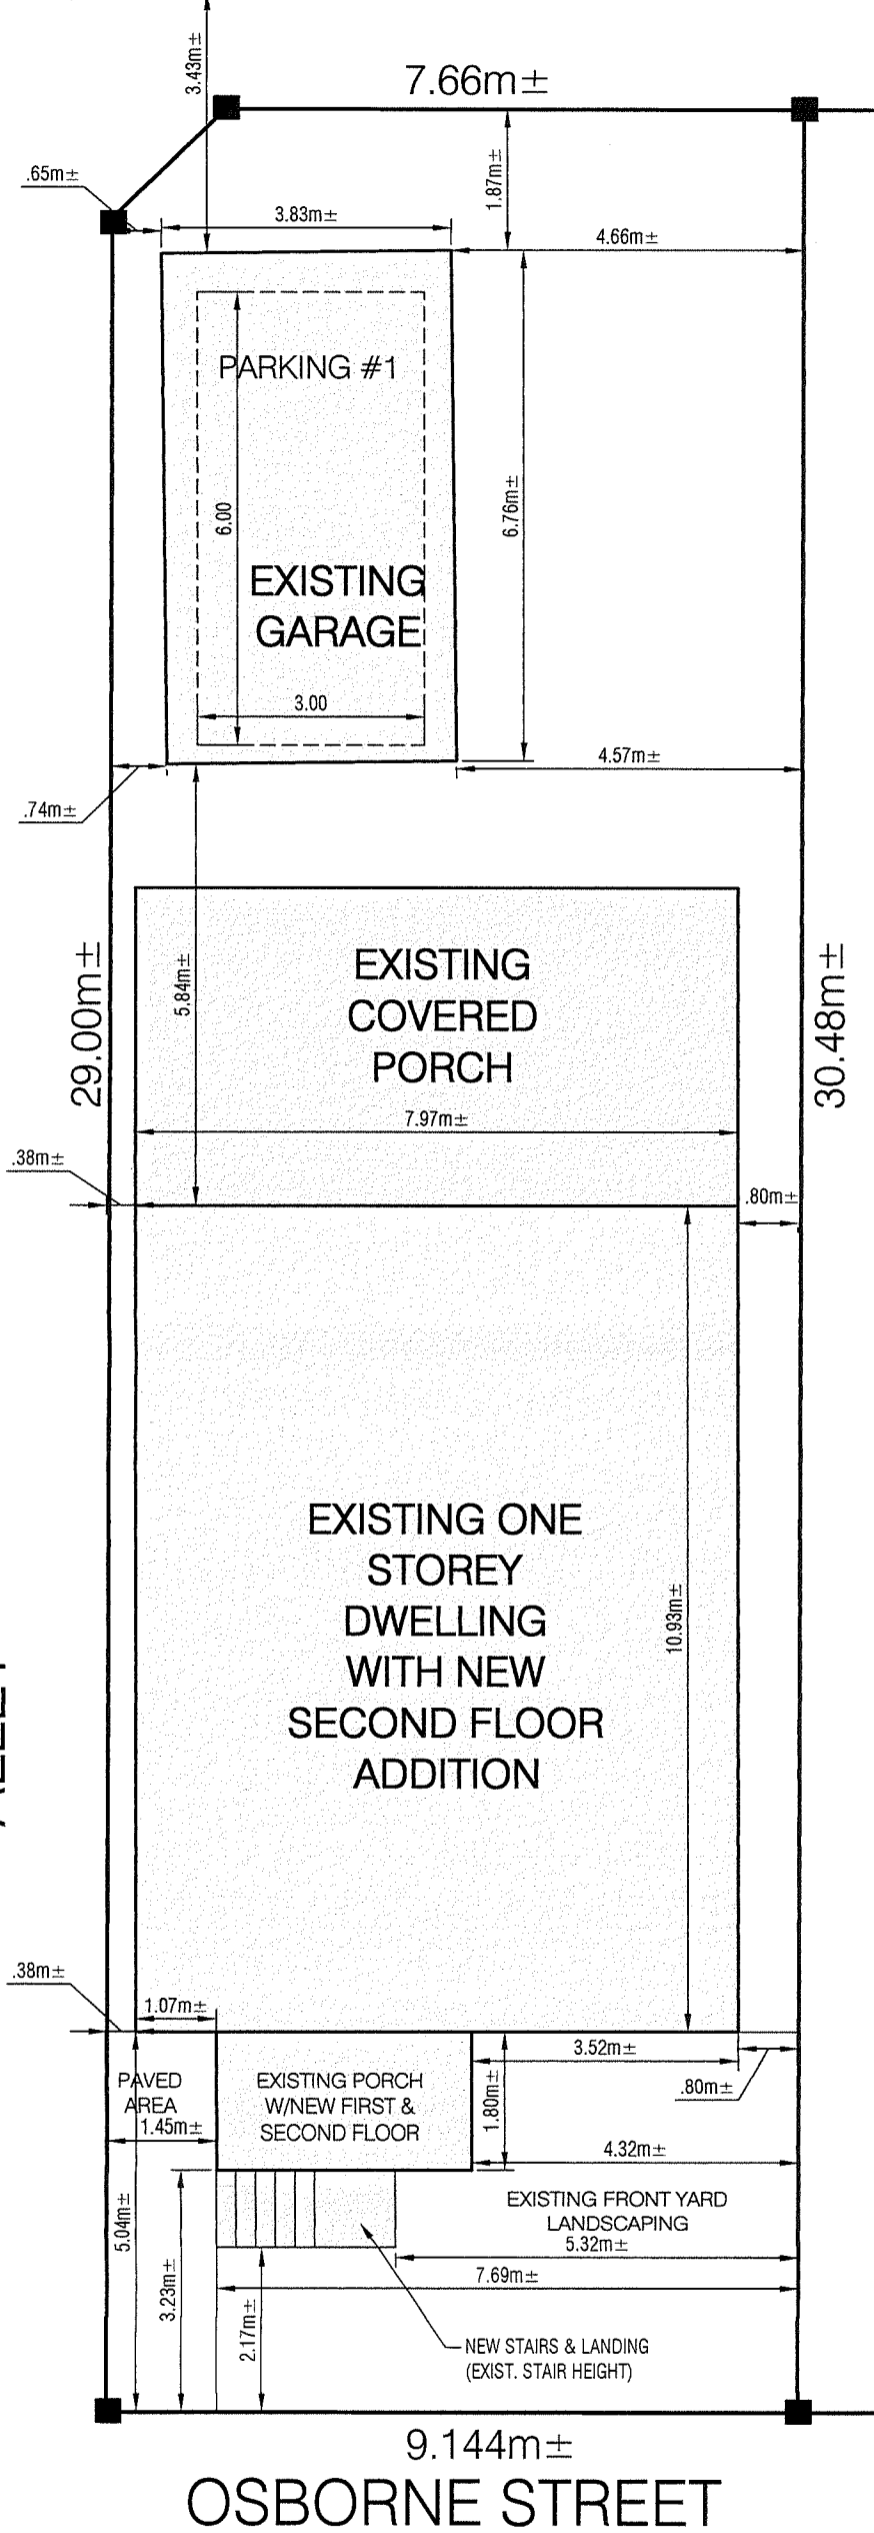 3.43m±
7.66m±
.65m±
3.83m±
1.87m±
4.66m±
PARKING #1
6.00
6.76m±
EXISTING
GARAGE
3.00
4.57m±
.74m±
5.84m±
EXISTING
COVERED
PORCH
29.00m±
30.48m±
7.97m±
.38m±
.80m±
EXISTING ONE
STOREY
DWELLING
WITH NEW
SECOND FLOOR
ADDITION
10.93m±
.38m±
1.07m±
3.52m±
.80m±
PAVED
AREA
1.45m±
EXISTING PORCH
W/NEW FIRST &
SECOND FLOOR
1.80m±
4.32m±
5.04m±
3.23m±
EXISTING FRONT YARD
LANDSCAPING
5.32m±
7.69m±
2.17m±
NEW STAIRS & LANDING
(EXIST. STAIR HEIGHT)
9.144m±
OSBORNE STREET